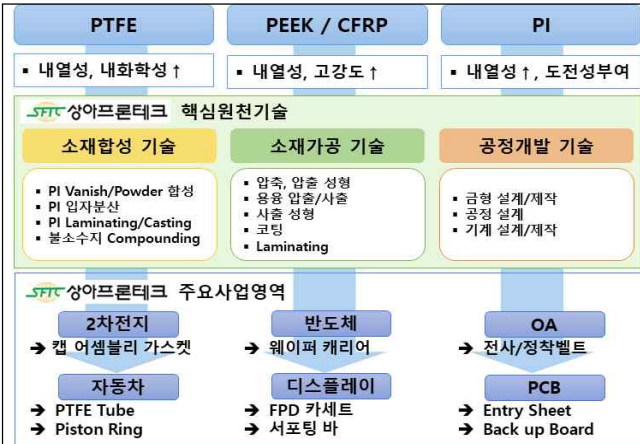 PTFE
PEEK / CFRP
PI
▪ 내열성, 내화학성 ↑
▪ 내열성, 고강도 ↑
▪ 내열성 ↑, 도전성부여
SFTC 상아프론테크 핵심원천기술
소재합성 기술
▪ PI Vanish/Powder 합성
▪ PI 입자분산
▪ PI Laminating/Casting
▪ 불소수지 Compounding
소재가공 기술
▪ 압축, 압출 성형
▪ 용융 압출/사출
▪ 사출 성형
▪ 코팅
▪ Laminating
공정개발 기술
▪ 금형 설계/제작
▪ 공정 설계
▪ 기계 설계/제작
SFTC 상아프론테크 주요사업영역
2차전지
➔ 캡 어셈블리 가스켓
자동차
➔ PTFE Tube
➔ Piston Ring
반도체
➔ 웨이퍼 캐리어
디스플레이
➔ FPD 카세트
➔ 서포팅 바
OA
➔ 전사/정착벨트
PCB
➔ Entry Sheet
➔ Back up Board